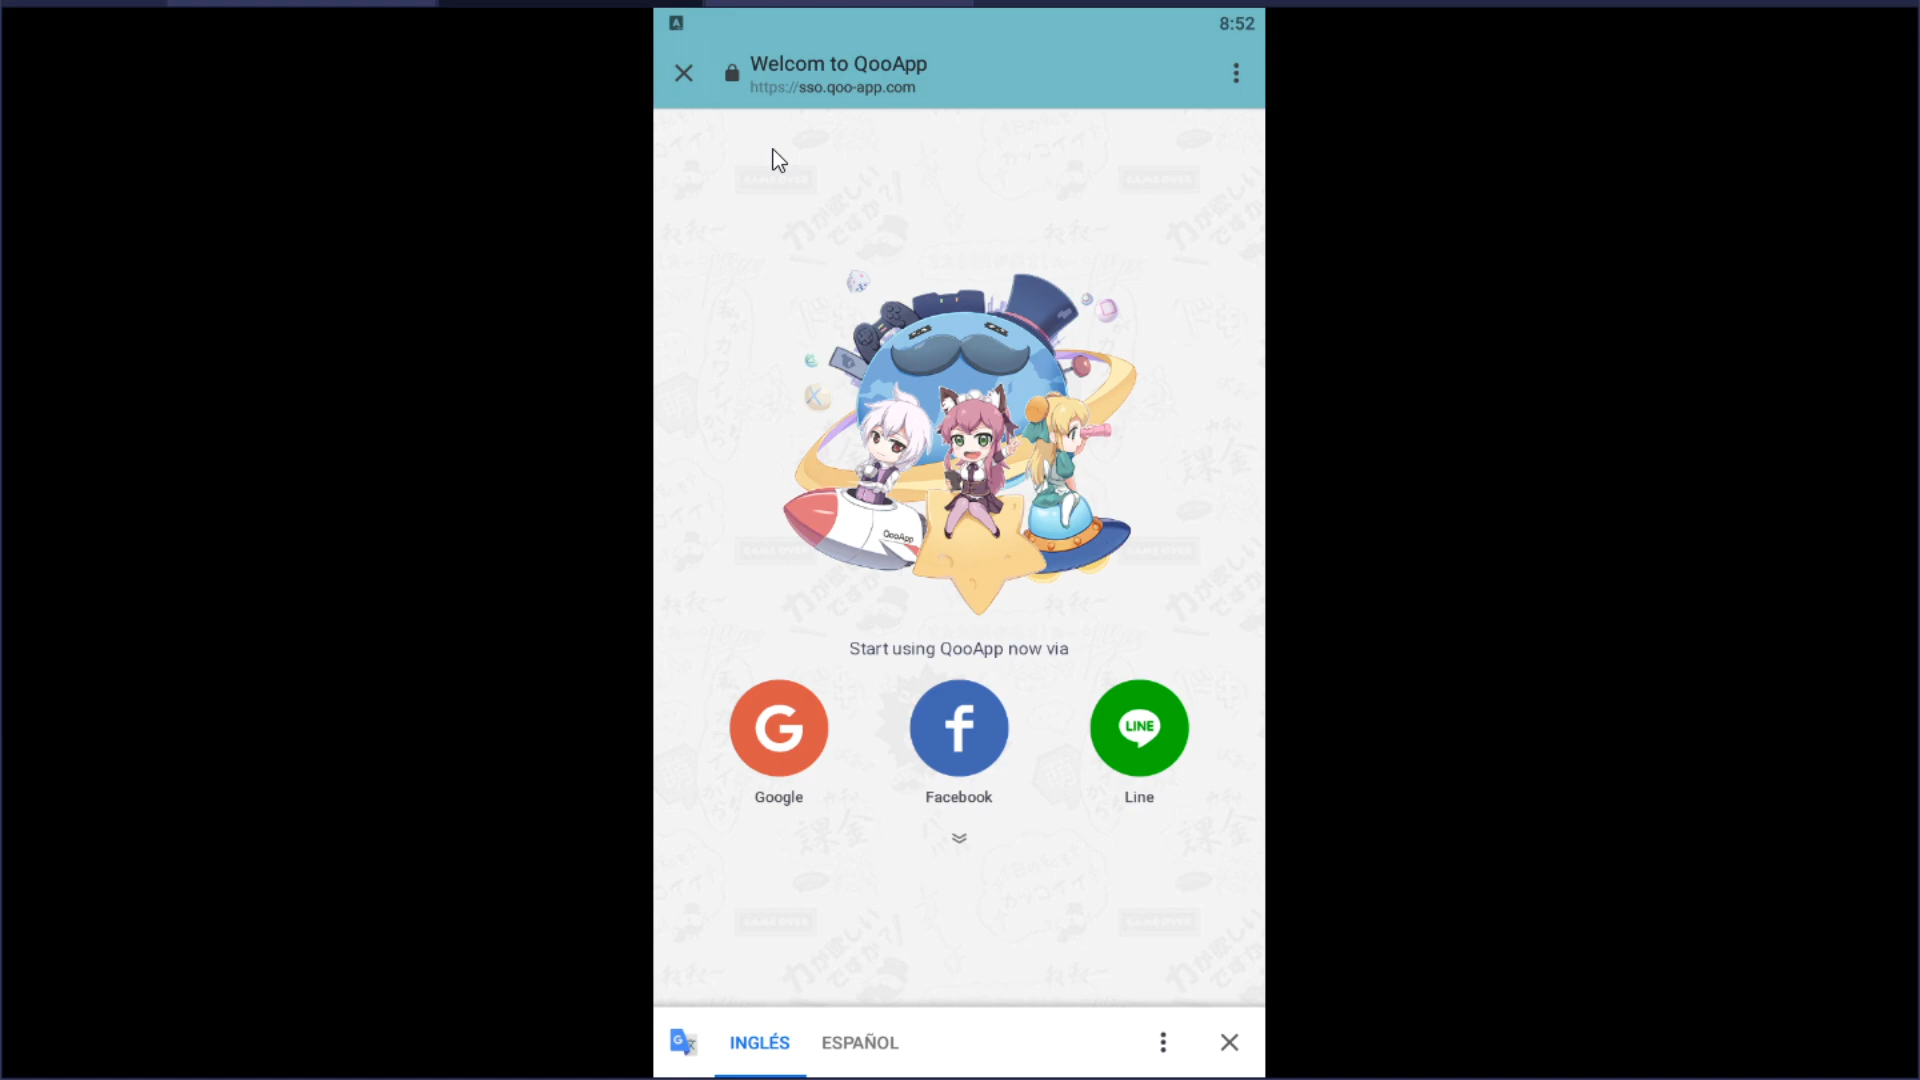 8:52
Welcom to QooApp
https://sso.qoo-app.com
QooApp
Start using QooApp now via
LINE
Google
Facebook
Line
INGLÉS
ESPAÑOL